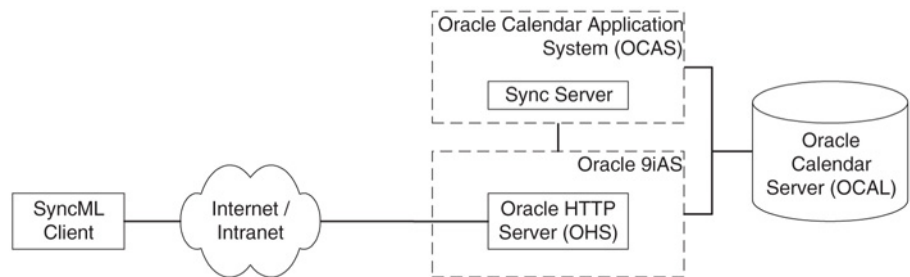 Oracle Calendar Application
System (OCAS)
Sync Server
Oracle 9iAS
Oracle HTTP
Server (OHS)
SyncML
Client
Internet /
Intranet
Oracle
Calendar
Server (OCAL)